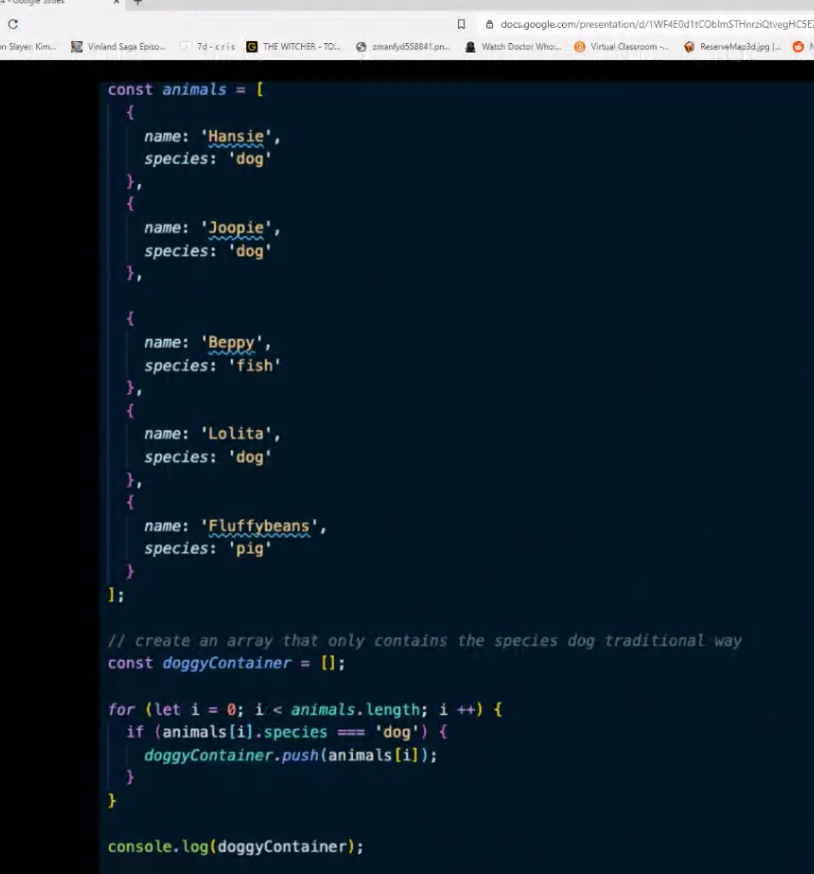 4 - Google Slides
docs.google.com/presentation/d/
on Slayer: Kim... Vinland Saga Episo... 7d - c r i s THE WITCHER - TO... zmanfyd558841.pn... Watch Doctor Who:... Virtual Classroom -... ReserveMap3d.jpg (...
const animals = [
{
name: 'Hansie',
species: 'dog'
},
{
name: 'Joopie',
species: 'dog'
},
{
name: 'Beppy',
species: 'fish'
},
{
name: 'Lolita',
species: 'dog'
},
{
name: 'Fluffybeans',
species: 'pig'
}
];
// create an array that only contains the species dog traditional way
const doggyContainer = [];
for (let i = 0; i < animals.length; i ++) {
if (animals[i].species === 'dog') {
doggyContainer.push(animals[i]);
}
}
console.log(doggyContainer);